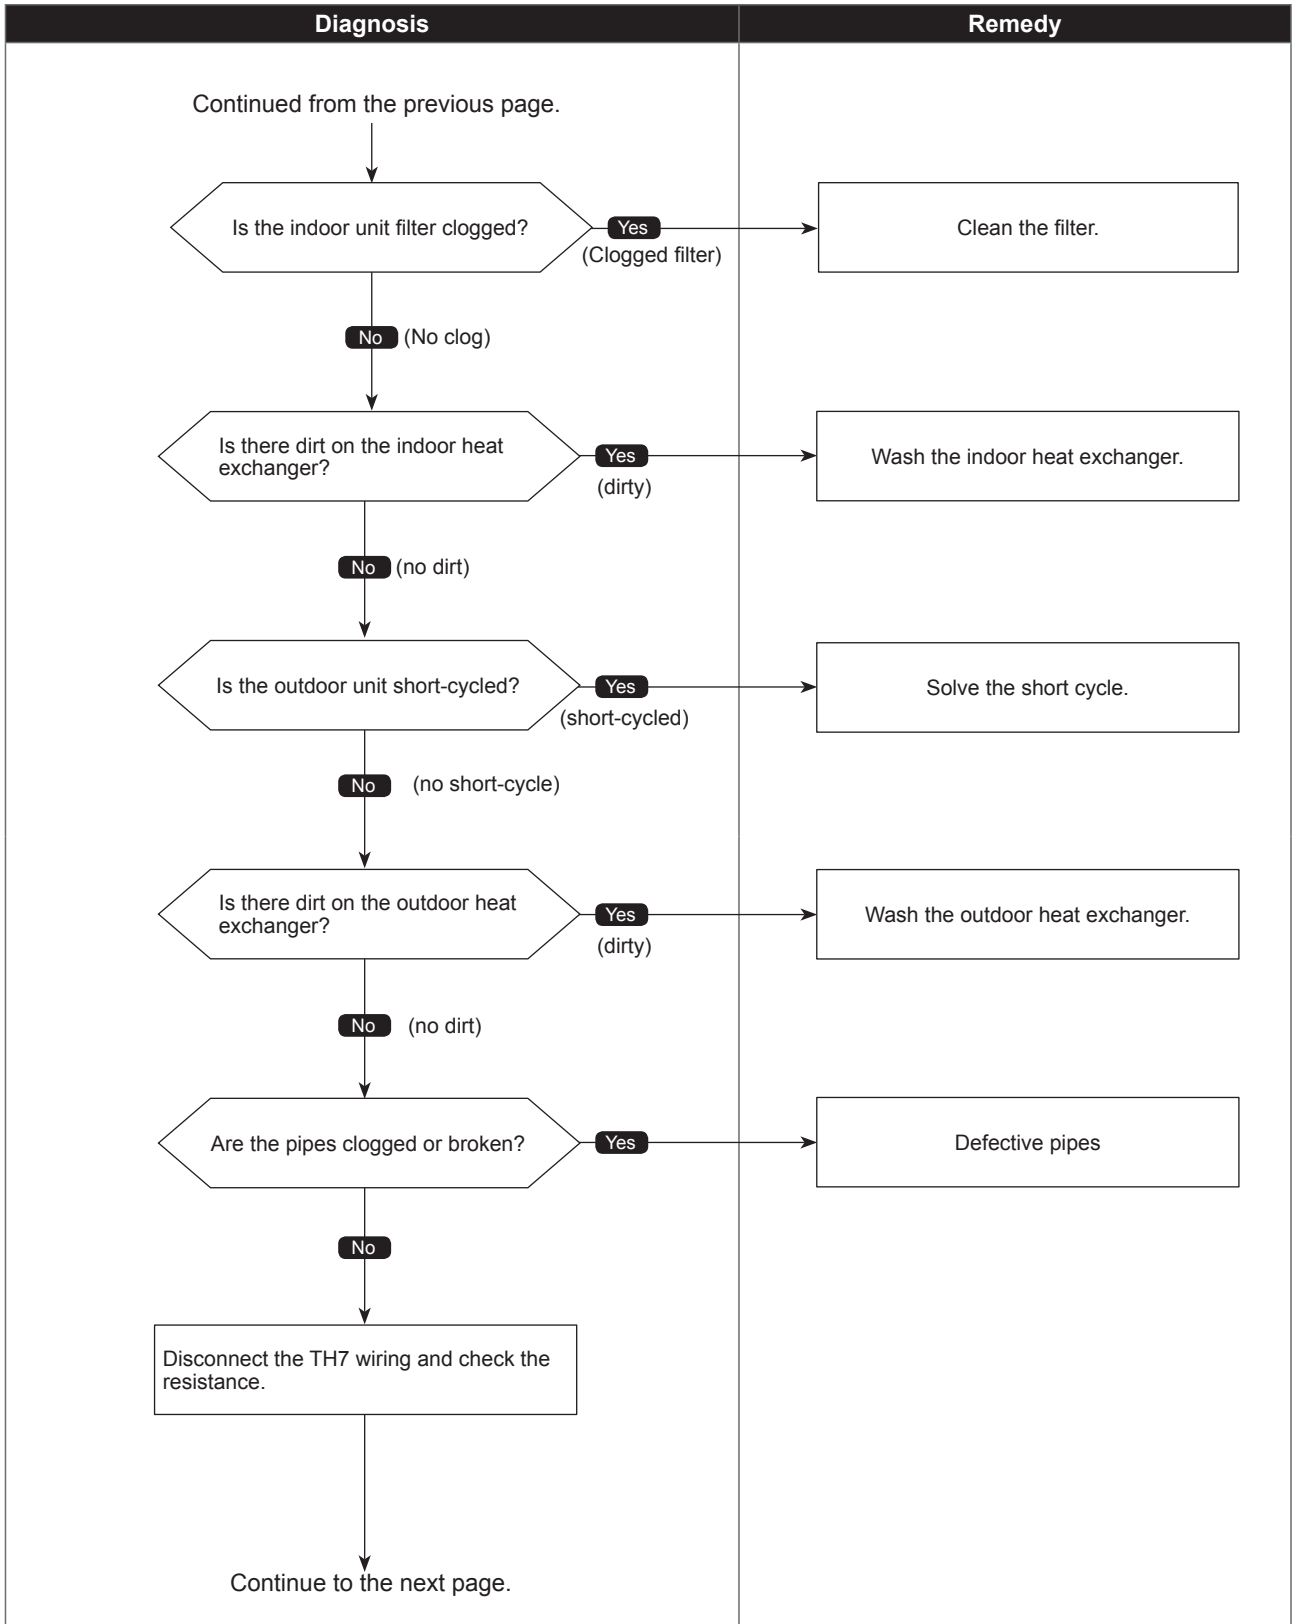 Diagnosis
Remedy
Continued from the previous page.
Is the indoor unit filter clogged?
Yes
(Clogged filter)
Clean the filter.
No (No clog)
Is there dirt on the indoor heat
exchanger?
Yes
(dirty)
Wash the indoor heat exchanger.
No (no dirt)
Is the outdoor unit short-cycled?
Yes
(short-cycled)
Solve the short cycle.
No (no short-cycle)
Is there dirt on the outdoor heat
exchanger?
Yes
(dirty)
Wash the outdoor heat exchanger.
No (no dirt)
Are the pipes clogged or broken?
Yes
Defective pipes
No
Disconnect the TH7 wiring and check the
resistance.
Continue to the next page.